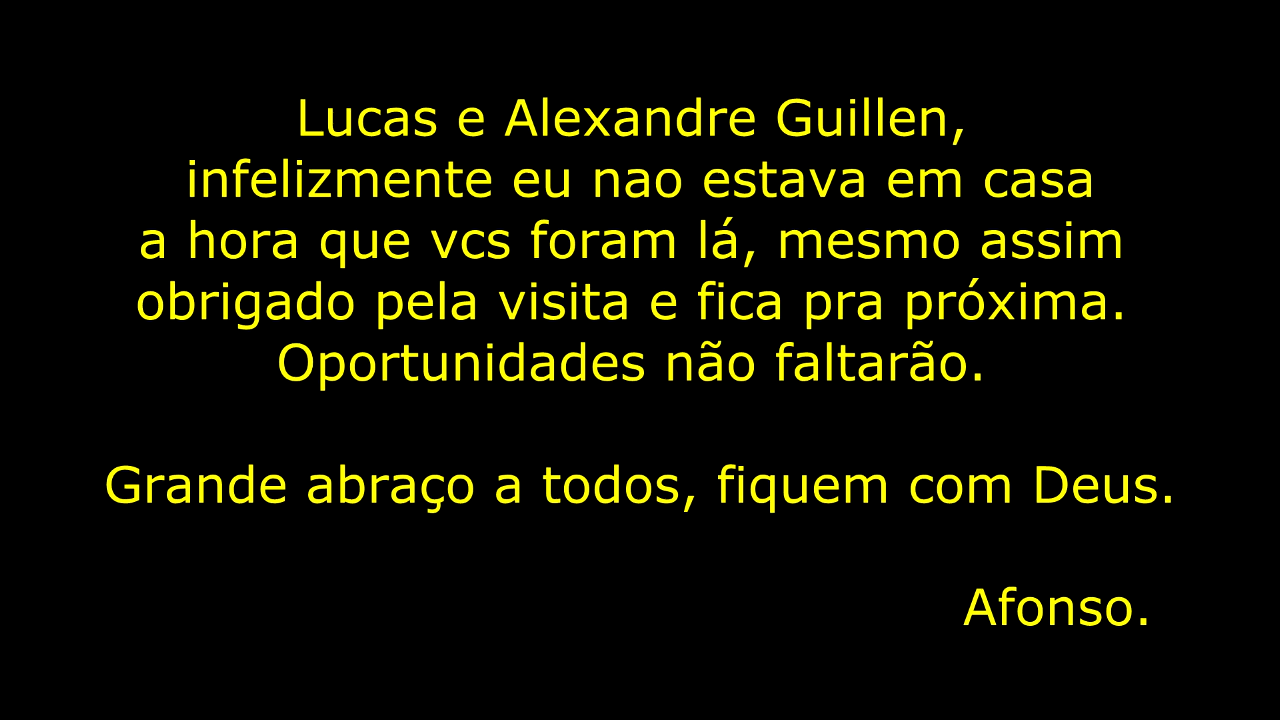 Lucas e Alexandre Guillen,
infelizmente eu nao estava em casa
a hora que vcs foram lá, mesmo assim
obrigado pela visita e fica pra próxima.
Oportunidades não faltarão.
Grande abraço a todos, fiquem com Deus.
Afonso.